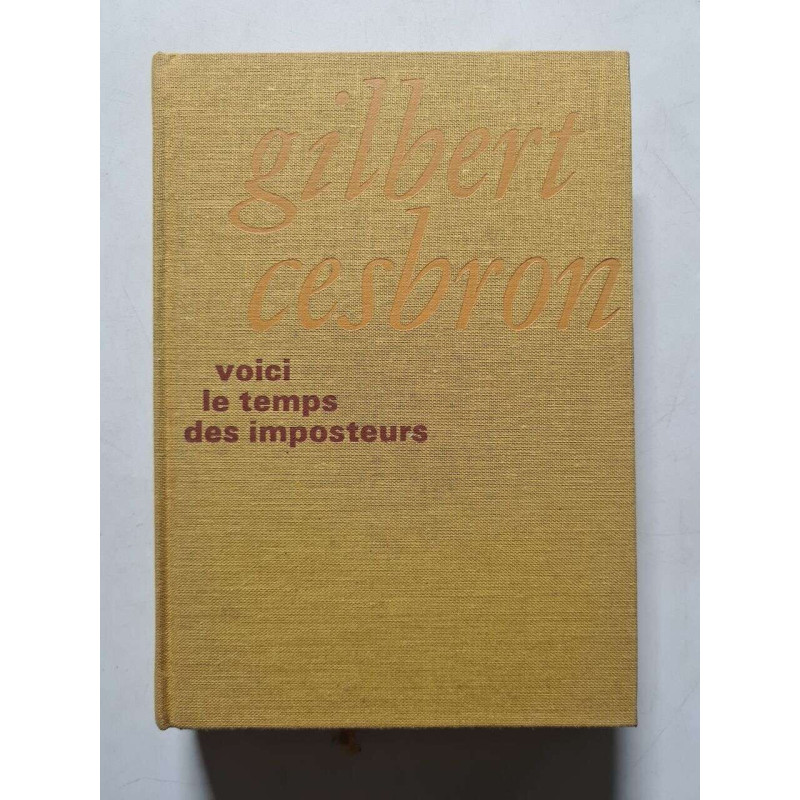 gilbert
cesbron
voici
le temps
des imposteurs